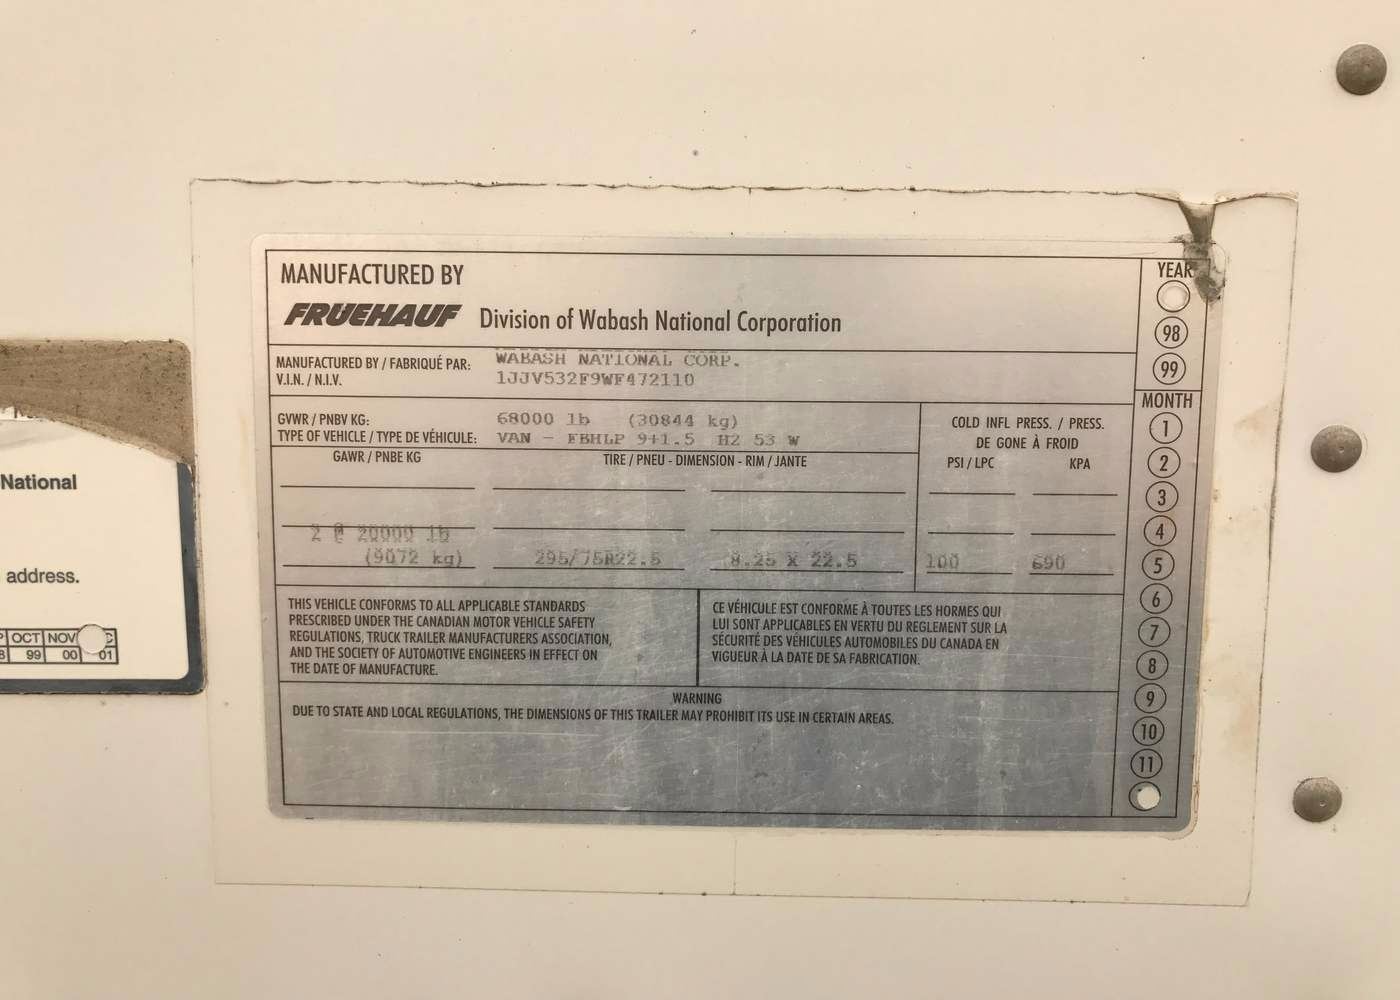 MANUFACTURED BY
FRUEHAUF Division of Wabash National Corporation
MANUFACTURED BY / FABRIQUÉ PAR: WABASH NATIONAL CORP.
V.I.N. / N.I.V. 1JJV532F9WF472110
GVWR / PNBV KG: 68000 lb (30844 kg)
TYPE OF VEHICLE / TYPE DE VÉHICULE: VAN - FBHLP 9+1.5 H2 53 W
GAWR / PNBE KG TIRE / PNEU - DIMENSION - RIM / JANTE
COLD INFL PRESS. / PRESS.
DE GONE À FROID
PSI / LPC KPA
2 @ 20000 lb
(9072 kg) 295/75R22.5 8.25 X 22.5 100 690
THIS VEHICLE CONFORMS TO ALL APPLICABLE STANDARDS
PRESCRIBED UNDER THE CANADIAN MOTOR VEHICLE SAFETY
REGULATIONS, TRUCK TRAILER MANUFACTURERS ASSOCIATION,
AND THE SOCIETY OF AUTOMOTIVE ENGINEERS IN EFFECT ON
THE DATE OF MANUFACTURE.
CE VÉHICULE EST CONFORME À TOUTES LES HORMES QUI
LUI SONT APPLICABLES EN VERTU DU REGLEMENT SUR LA
SÉCURITÉ DES VÉHICULES AUTOMOBILES DU CANADA EN
VIGUEUR À LA DATE DE SA FABRICATION.
WARNING
DUE TO STATE AND LOCAL REGULATIONS, THE DIMENSIONS OF THIS TRAILER MAY PROHIBIT ITS USE IN CERTAIN AREAS.
YEAR
98
99
MONTH
1
2
3
4
5
6
7
8
9
10
11
National
address.
OCT NOV
99 00 01